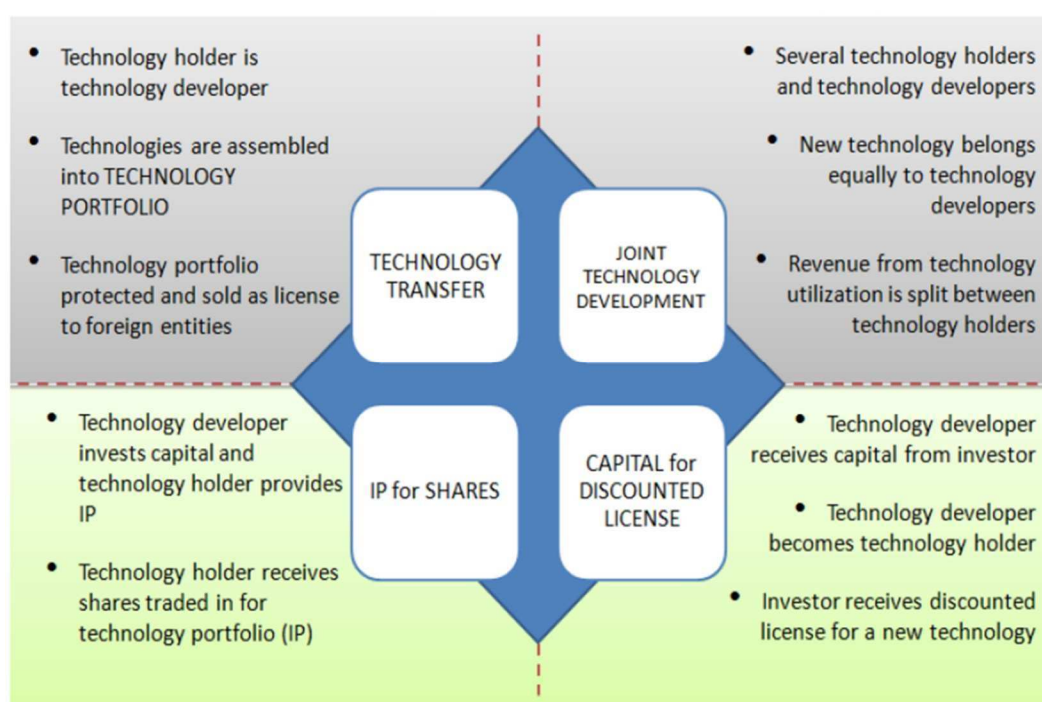 • Technology holder is
technology developer
• Technologies are assembled
into TECHNOLOGY
PORTFOLIO
• Technology portfolio
protected and sold as license
to foreign entities
TECHNOLOGY
TRANSFER
JOINT
TECHNOLOGY
DEVELOPMENT
• Several technology holders
and technology developers
• New technology belongs
equally to technology
developers
• Revenue from technology
utilization is split between
technology holders
• Technology developer
invests capital and
technology holder provides
IP
• Technology holder receives
shares traded in for
technology portfolio (IP)
IP for SHARES
CAPITAL for
DISCOUNTED
LICENSE
• Technology developer
receives capital from investor
• Technology developer
becomes technology holder
• Investor receives discounted
license for a new technology